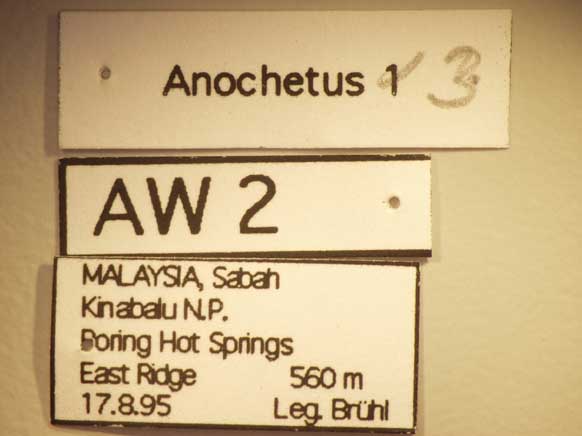 Anochetus 1 3
AW 2
MALAYSIA, Sabah
Kinabalu N.P.
Poring Hot Springs
East Ridge 560 m
17.8.95 Leg. Brühl